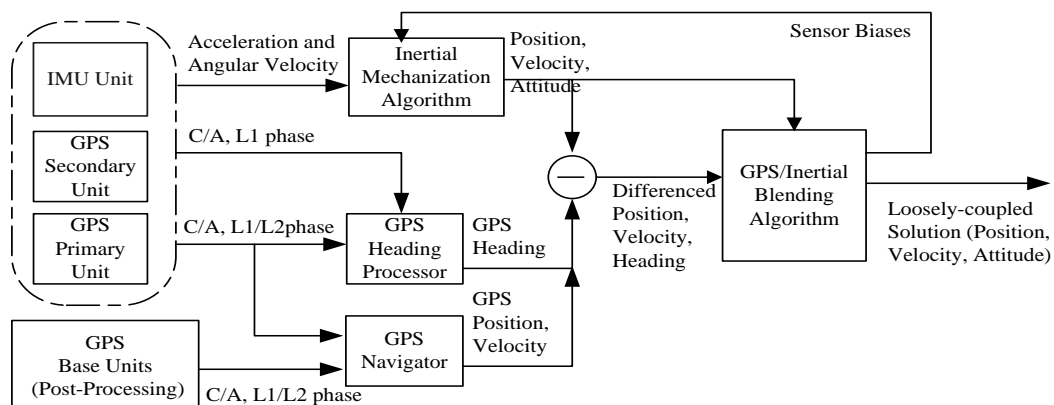 IMU Unit
GPS
Secondary
Unit
GPS
Primary
Unit
GPS
Base Units
(Post-Processing)
Acceleration and
Angular Velocity
C/A, L1 phase
C/A, L1/L2phase
C/A, L1/L2 phase
Inertial
Mechanization
Algorithm
GPS
Heading
Processor
GPS
Navigator
Position,
Velocity,
Attitude
GPS
Heading
GPS
Position,
Velocity
Sensor Biases
Differenced
Position,
Velocity,
Heading
GPS/Inertial
Blending
Algorithm
Loosely-coupled
Solution (Position,
Velocity, Attitude)